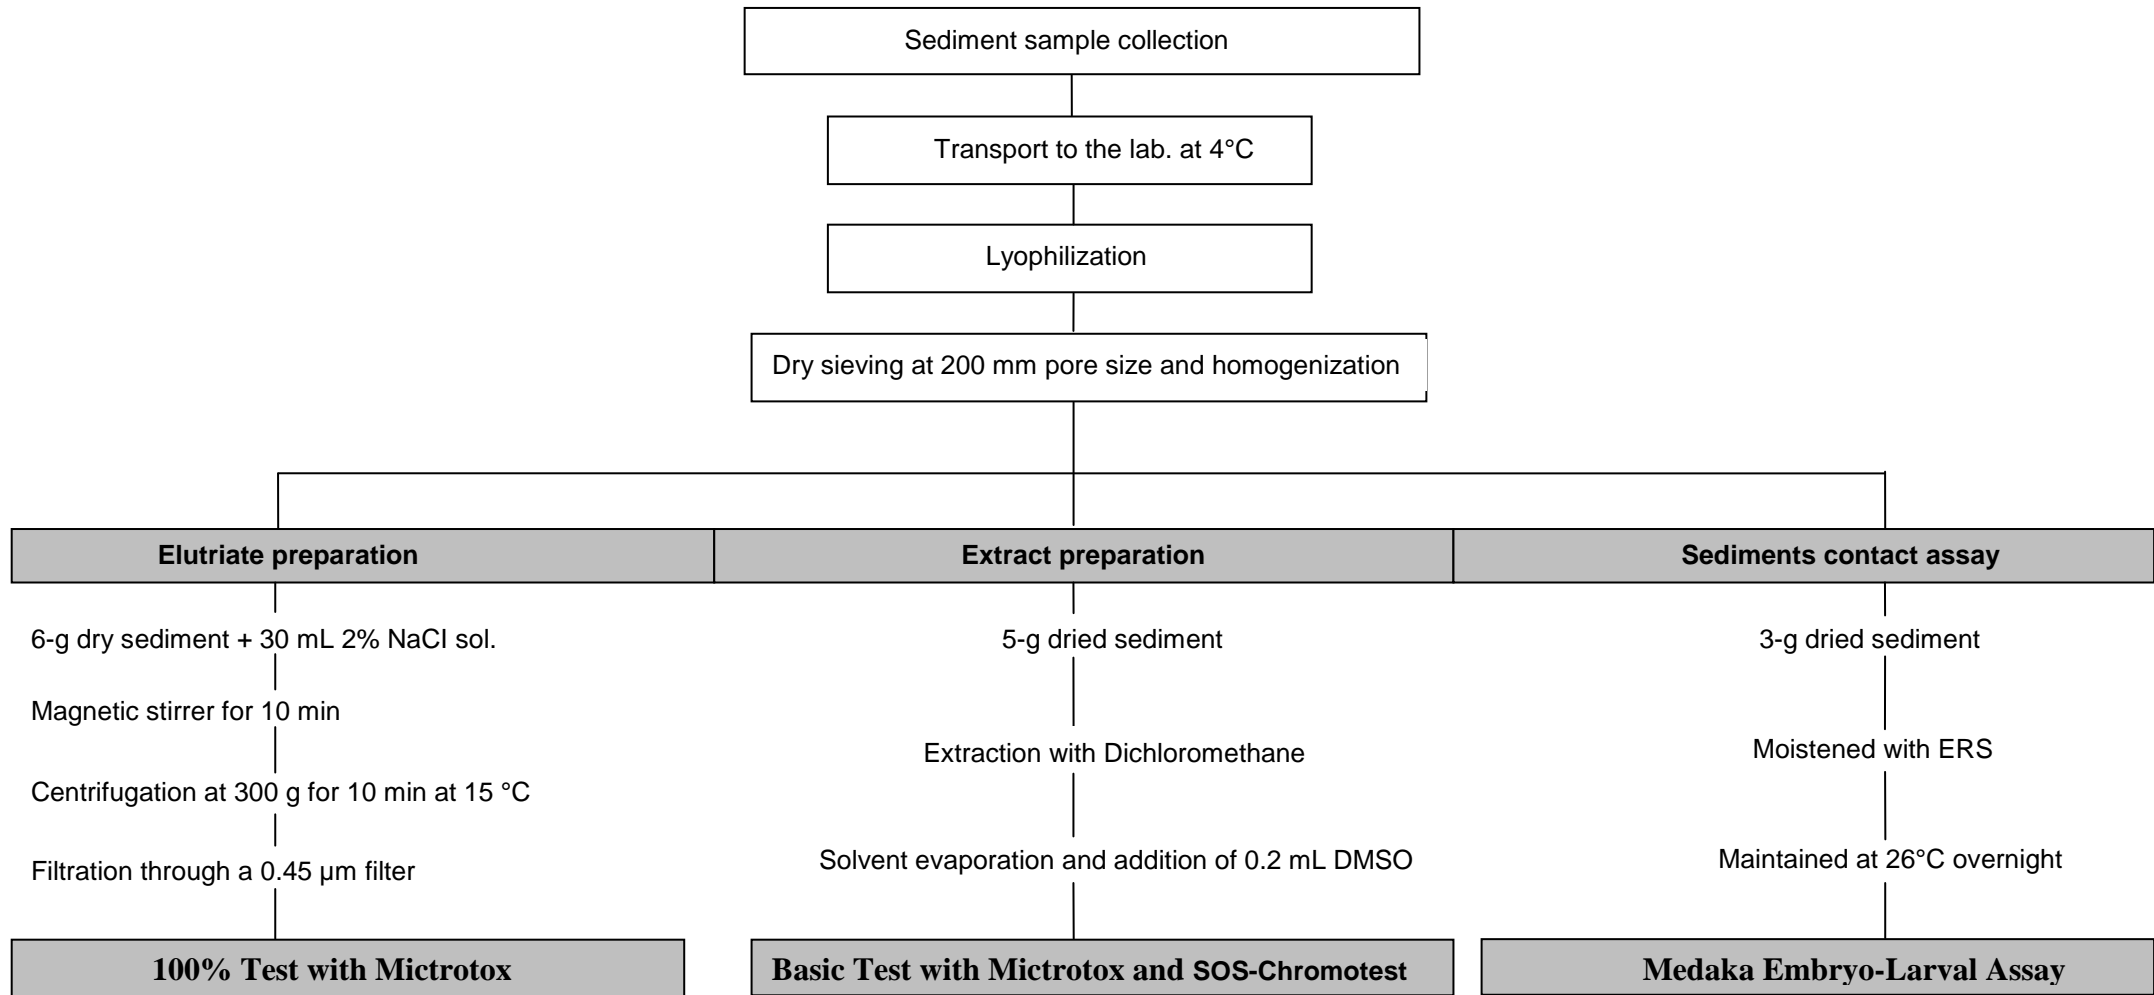 Sediment sample collection
Transport to the lab. at 4°C
Lyophilization
Dry sieving at 200 mm pore size and homogenization
Elutriate preparation
Extract preparation
Sediments contact assay
6-g dry sediment + 30 mL 2% NaCl sol.
5-g dried sediment
3-g dried sediment
Magnetic stirrer for 10 min
Extraction with Dichloromethane
Moistened with ERS
Centrifugation at 300 g for 10 min at 15 °C
Solvent evaporation and addition of 0.2 mL DMSO
Maintained at 26°C overnight
Filtration through a 0.45 µm filter
100% Test with Mictrotox
Basic Test with Mictrotox and SOS-Chromotest
Medaka Embryo-Larval Assay